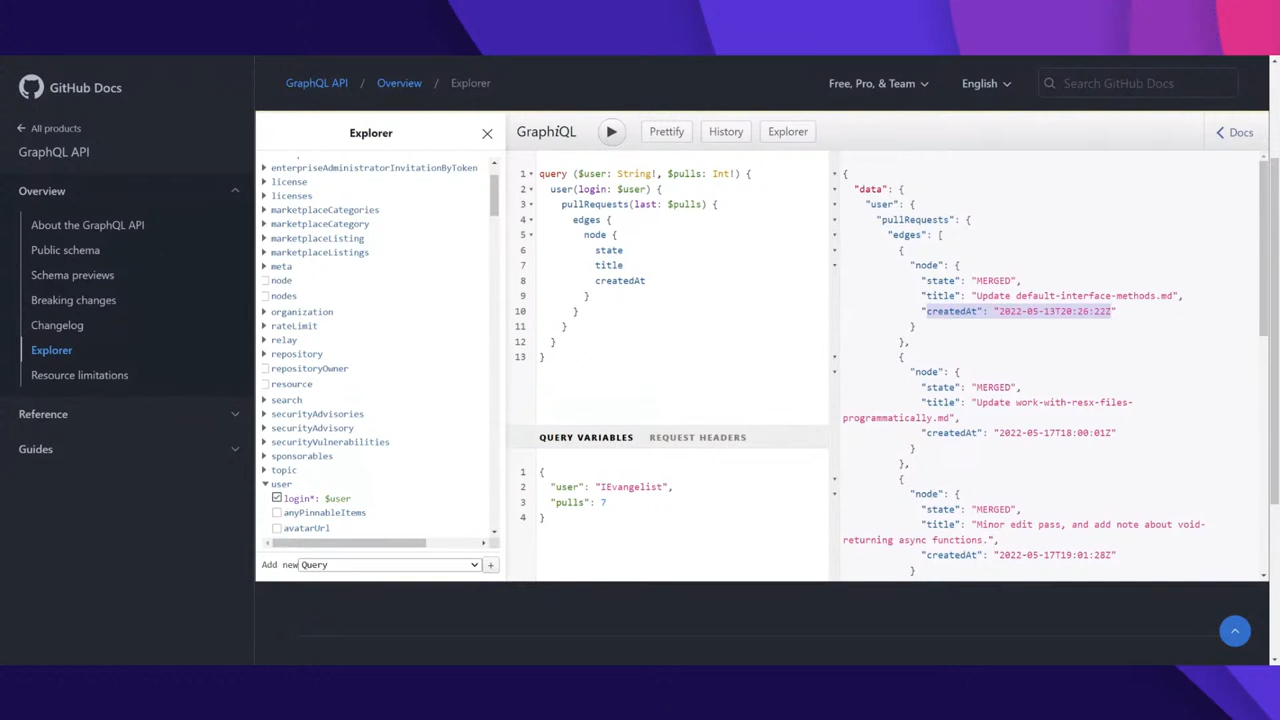 GitHub Docs
All products
GraphQL API
Overview
About the GraphQL API
Public schema
Schema previews
Breaking changes
Changelog
Explorer
Resource limitations
Reference
Guides
GraphQL API / Overview / Explorer
Free, Pro, & Team
English
Search GitHub Docs
Explorer
enterpriseAdministratorInvitationByToken
license
licenses
marketplaceCategories
marketplaceCategory
marketplaceListing
marketplaceListings
meta
node
nodes
organization
rateLimit
relay
repository
repositoryOwner
resource
search
securityAdvisories
securityAdvisory
securityVulnerabilities
sponsorables
topic
user
login*: $user
anyPinnableItems
avatarUrl
Add new Query +
GraphiQL
Prettify
History
Explorer
Docs
1 query ($user: String!, $pulls: Int!) {
2 user(login: $user) {
3 pullRequests(last: $pulls) {
4 edges {
5 node {
6 state
7 title
8 createdAt
9 }
10 }
11 }
12 }
13 }
QUERY VARIABLES REQUEST HEADERS
1 {
2 "user": "IEvangelist",
3 "pulls": 7
4 }
{
"data": {
"user": {
"pullRequests": {
"edges": [
{
"node": {
"state": "MERGED",
"title": "Update default-interface-methods.md",
"createdAt": "2022-05-13T20:26:22Z"
}
},
{
"node": {
"state": "MERGED",
"title": "Update work-with-resx-files-
programmatically.md",
"createdAt": "2022-05-17T18:00:01Z"
}
},
{
"node": {
"state": "MERGED",
"title": "Minor edit pass, and add note about void-
returning async functions.",
"createdAt": "2022-05-17T19:01:28Z"
}